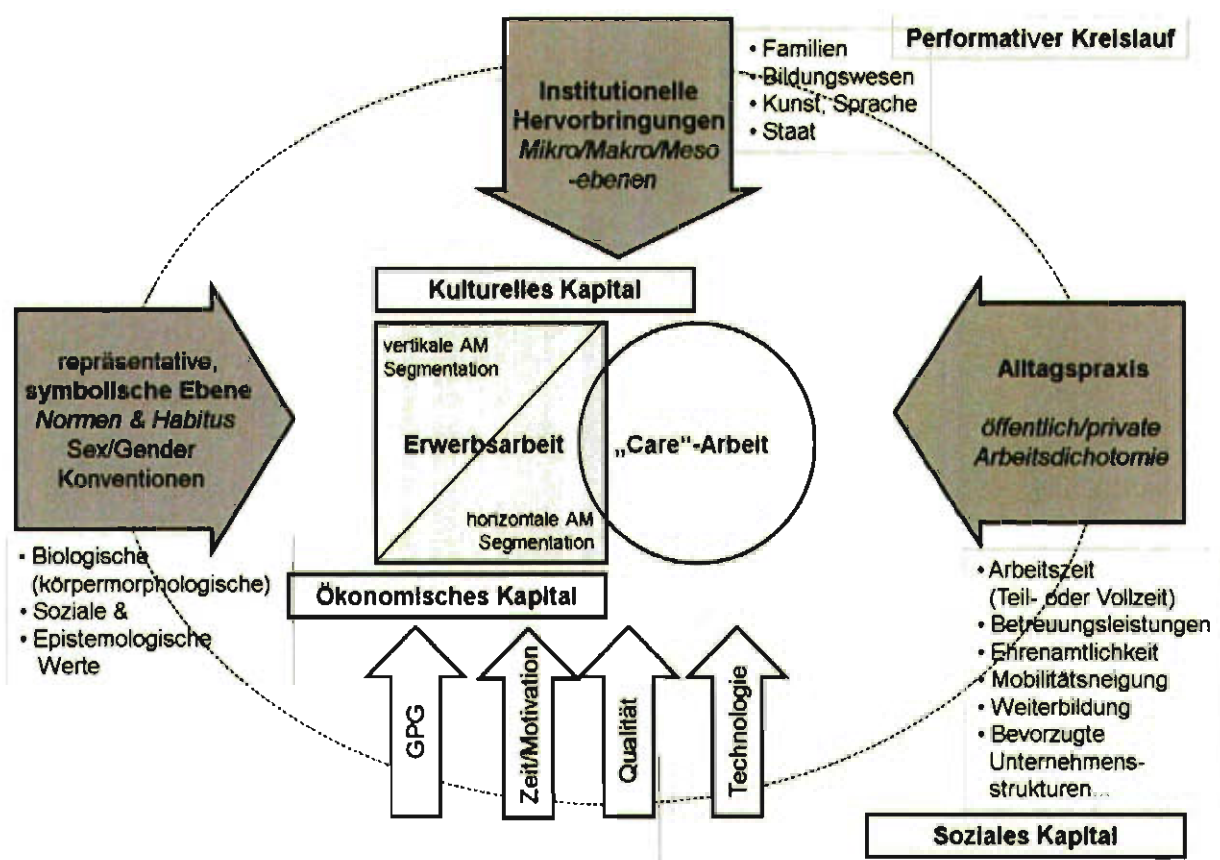 Performativer Kreislauf
Institutionelle
Hervorbringungen
Mikro/Makro/Meso
-ebenen
• Familien
• Bildungswesen
• Kunst, Sprache
• Staat
Kulturelles Kapital
repräsentative,
symbolische Ebene
Normen & Habitus
Sex/Gender
Konventionen
vertikale AM
Segmentation
Erwerbsarbeit
„Care"-Arbeit
horizontale AM
Segmentation
Alltagspraxis
öffentlich/private
Arbeitsdichotomie
• Biologische
(körpermorphologische)
• Soziale &
• Epistemologische
Werte
Ökonomisches Kapital
GPG
Zeit/Motivation
Qualität
Technologie
• Arbeitszeit
(Teil- oder Vollzeit)
• Betreuungsleistungen
• Ehrenamtlichkeit
• Mobilitätsneigung
• Weiterbildung
• Bevorzugte
Unternehmens-
strukturen...
Soziales Kapital